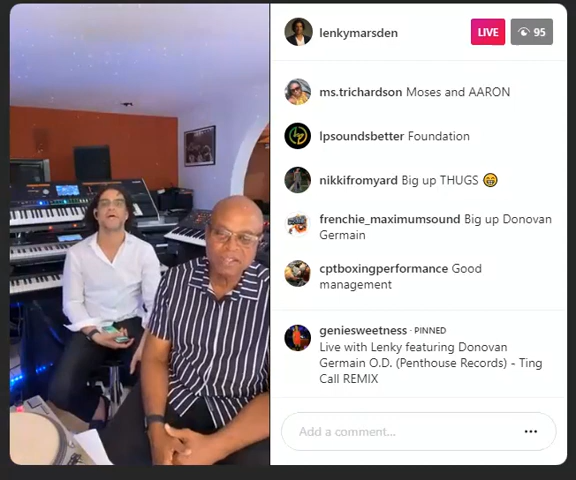 lenkymarsden
LIVE
95
ms.trichardson Moses and AARON
lpsoundsbetter Foundation
nikkifromyard Big up THUGS 😁
frenchie_maximumsound Big up Donovan
Germain
cptboxingperformance Good
management
geniesweetness · PINNED
Live with Lenky featuring Donovan
Germain O.D. (Penthouse Records) - Ting
Call REMIX
Add a comment...